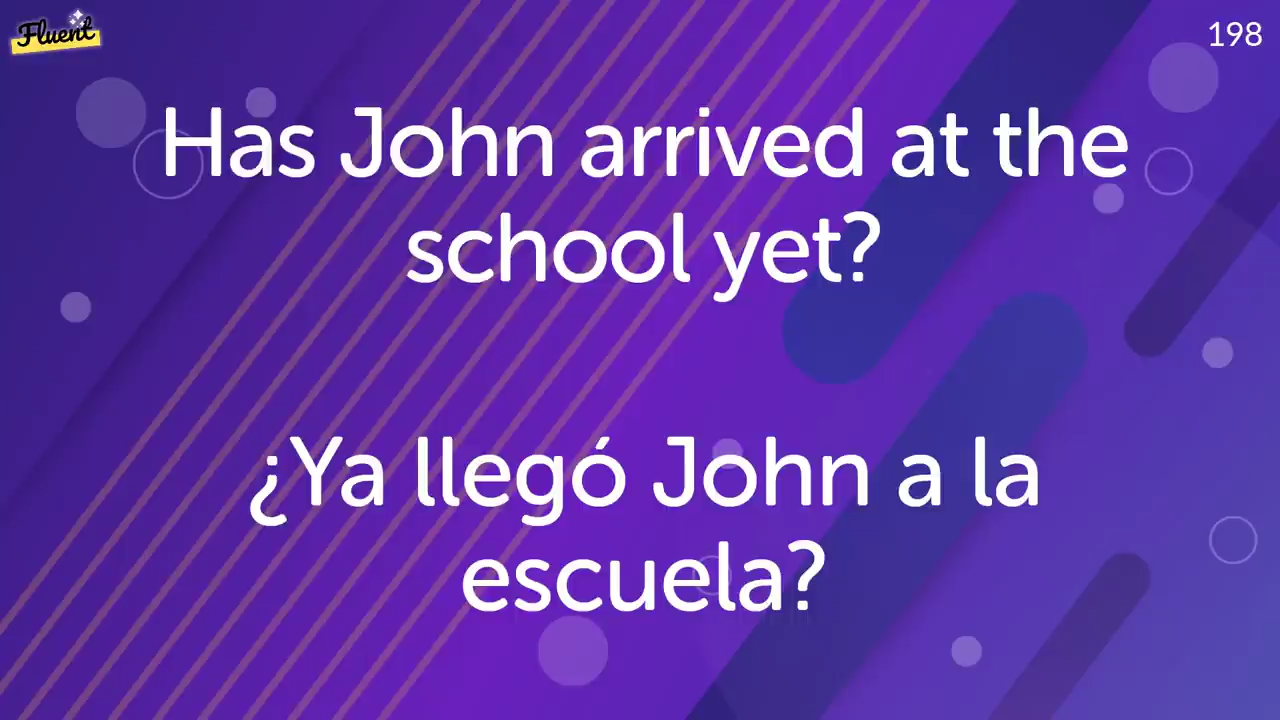 Fluent
198
Has John arrived at the
school yet?
¿Ya llegó John a la
escuela?